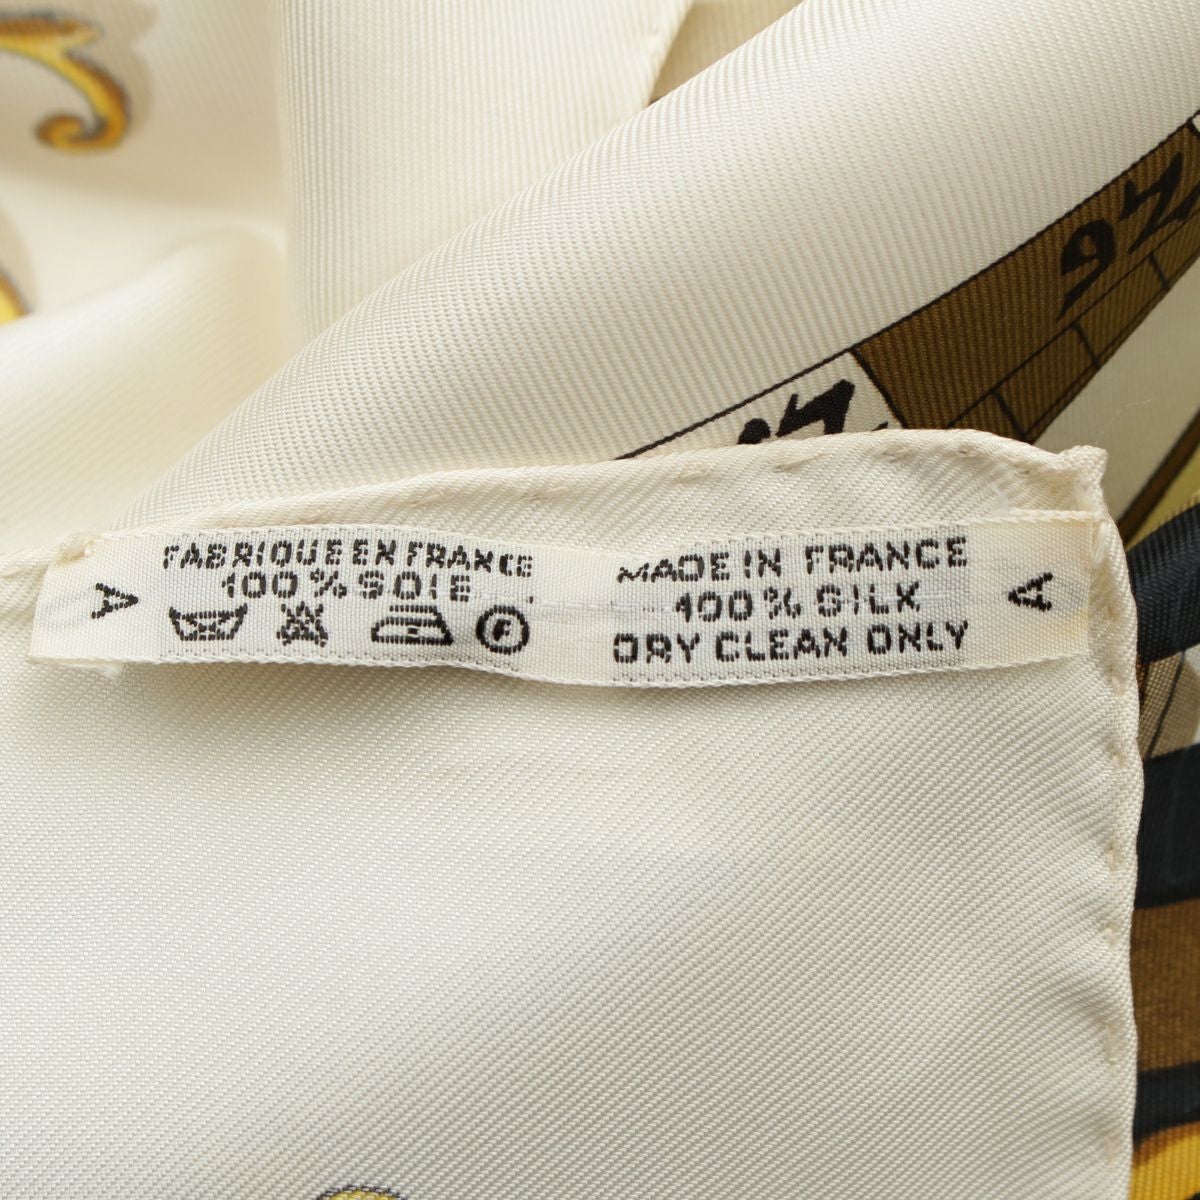 FABRIQUE EN FRANCE
100% SOIE
F
A
MADE IN FRANCE
100% SILK
DRY CLEAN ONLY
A